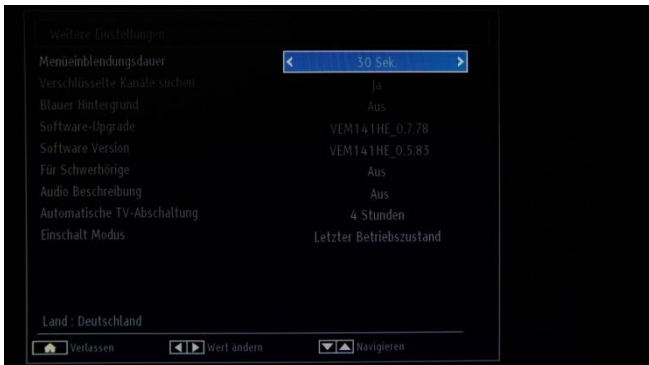 Weitere Einstellungen
Menüeinblendungsdauer 30 Sek.
Verschlüsselte Kanäle suchen Ja
Blauer Hintergrund Aus
Software-Upgrade VEM141HE_0.7.78
Software Version VEM141HE_0.5.83
Für Schwerhörige Aus
Audio Beschreibung Aus
Automatische TV-Abschaltung 4 Stunden
Einschalt Modus Letzter Betriebszustand
Land : Deutschland
Verlassen Wert ändern Navigieren